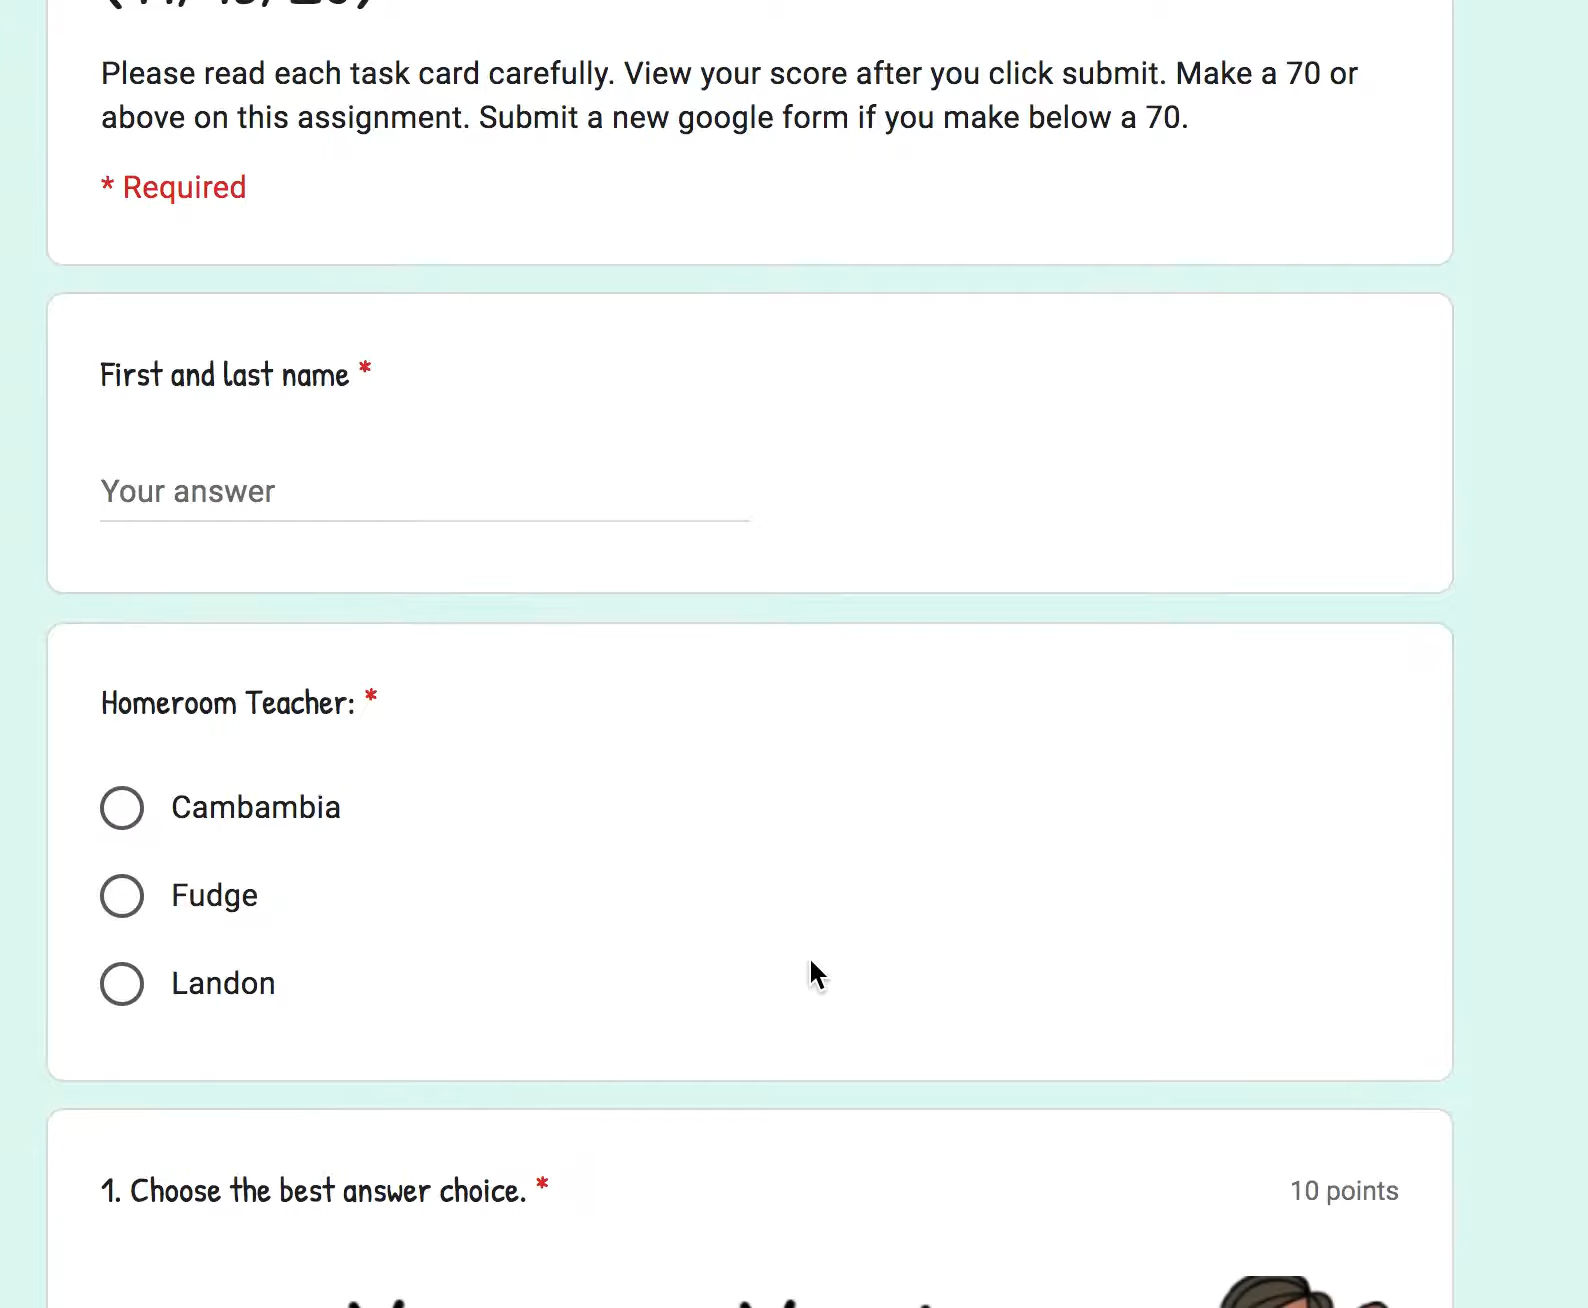 Please read each task card carefully. View your score after you click submit. Make a 70 or
above on this assignment. Submit a new google form if you make below a 70.
* Required
First and last name *
Your answer
Homeroom Teacher: *
Cambambia
Fudge
Landon
1. Choose the best answer choice. *
10 points